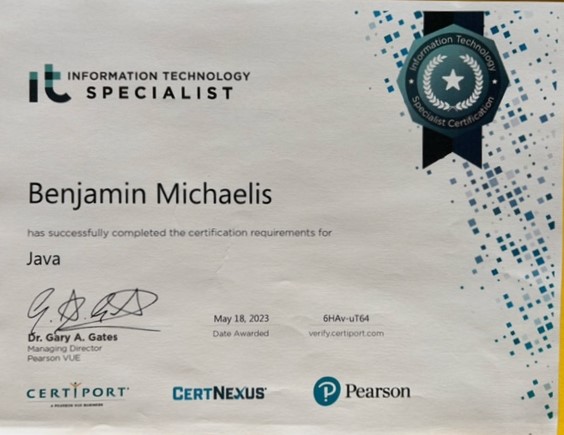 INFORMATION TECHNOLOGY
SPECIALIST
Information Technology
Specialist Certification
Benjamin Michaelis
has successfully completed the certification requirements for
Java
Dr. Gary A. Gates
Managing Director
Pearson VUE
May 18, 2023
Date Awarded
6HAv-uT64
verify.certiport.com
CERTIPORT
A PEARSON VUE BUSINESS
CERTNEXUS
P Pearson